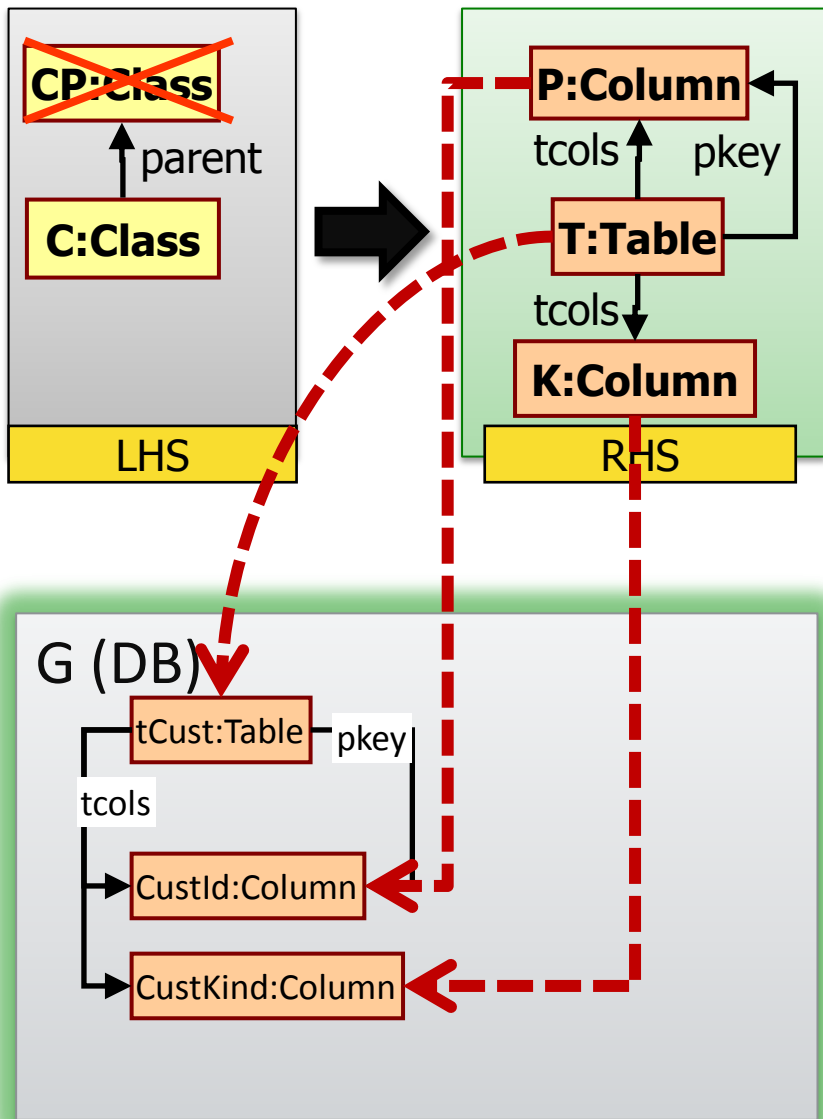 CP:Class
parent
C:Class
LHS
P:Column
tcols
pkey
T:Table
tcols
K:Column
RHS
G (DB)
tCust:Table
pkey
tcols
CustId:Column
CustKind:Column